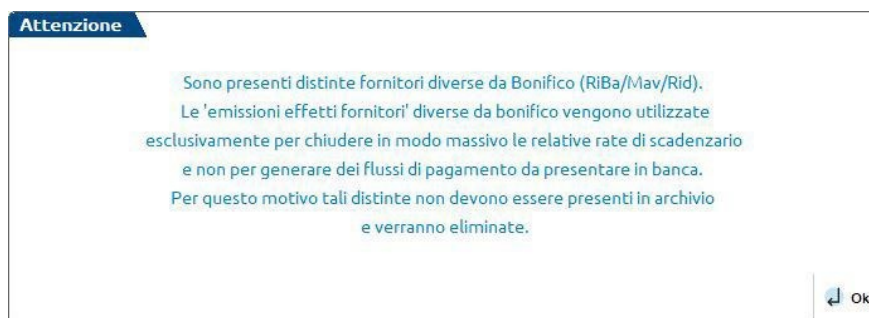 Attenzione
Sono presenti distinte fornitori diverse da Bonifico (RiBa/Mav/Rid).
Le 'emissioni effetti fornitori' diverse da bonifico vengono utilizzate
esclusivamente per chiudere in modo massivo le relative rate di scadenzario
e non per generare dei flussi di pagamento da presentare in banca.
Per questo motivo tali distinte non devono essere presenti in archivio
e verranno eliminate.
Ok